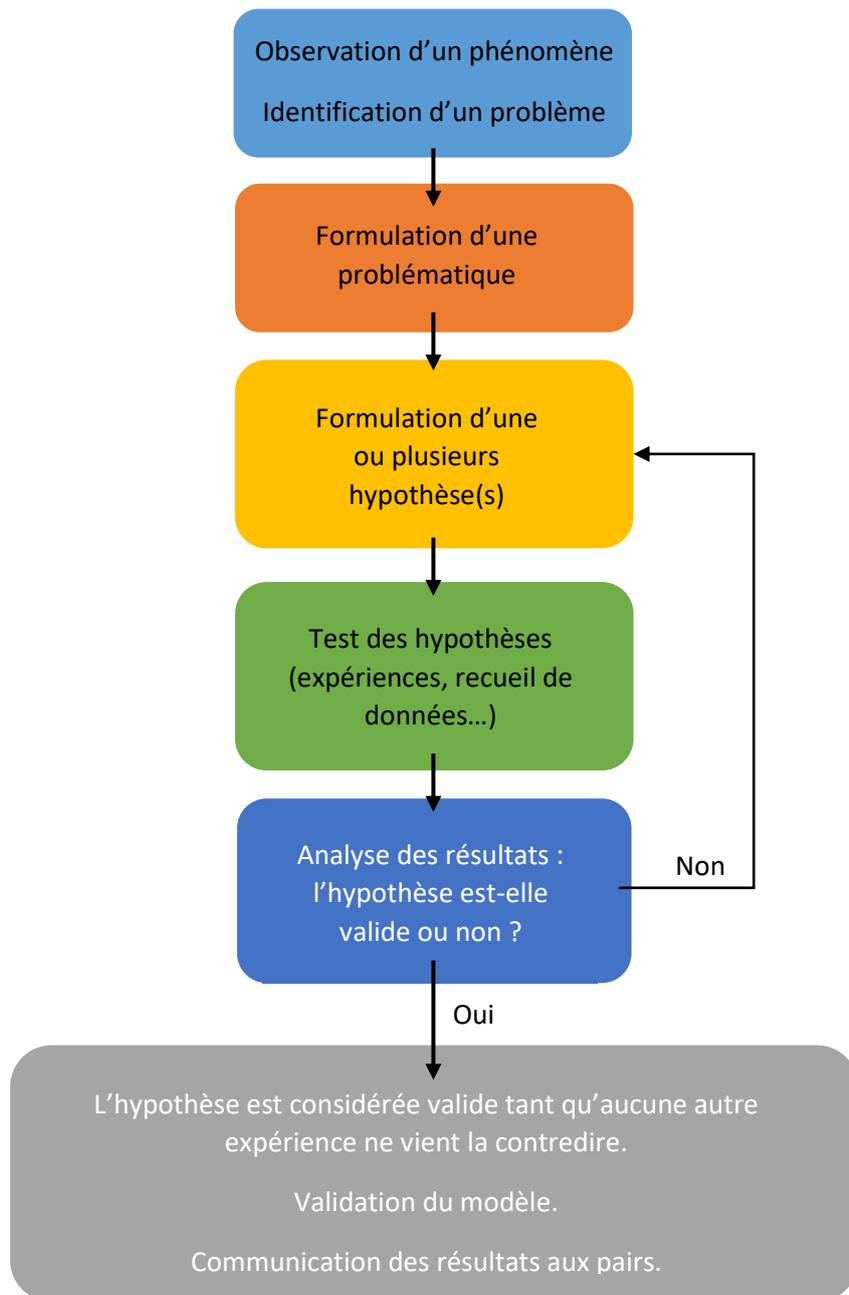 Observation d’un phénomène
Identification d’un problème
Formulation d’une
problématique
Formulation d’une
ou plusieurs
hypothèse(s)
Test des hypothèses
(expériences, recueil de
données…)
Analyse des résultats :
l’hypothèse est-elle
valide ou non ?
Non
Oui
L’hypothèse est considérée valide tant qu’aucune autre
expérience ne vient la contredire.
Validation du modèle.
Communication des résultats aux pairs.